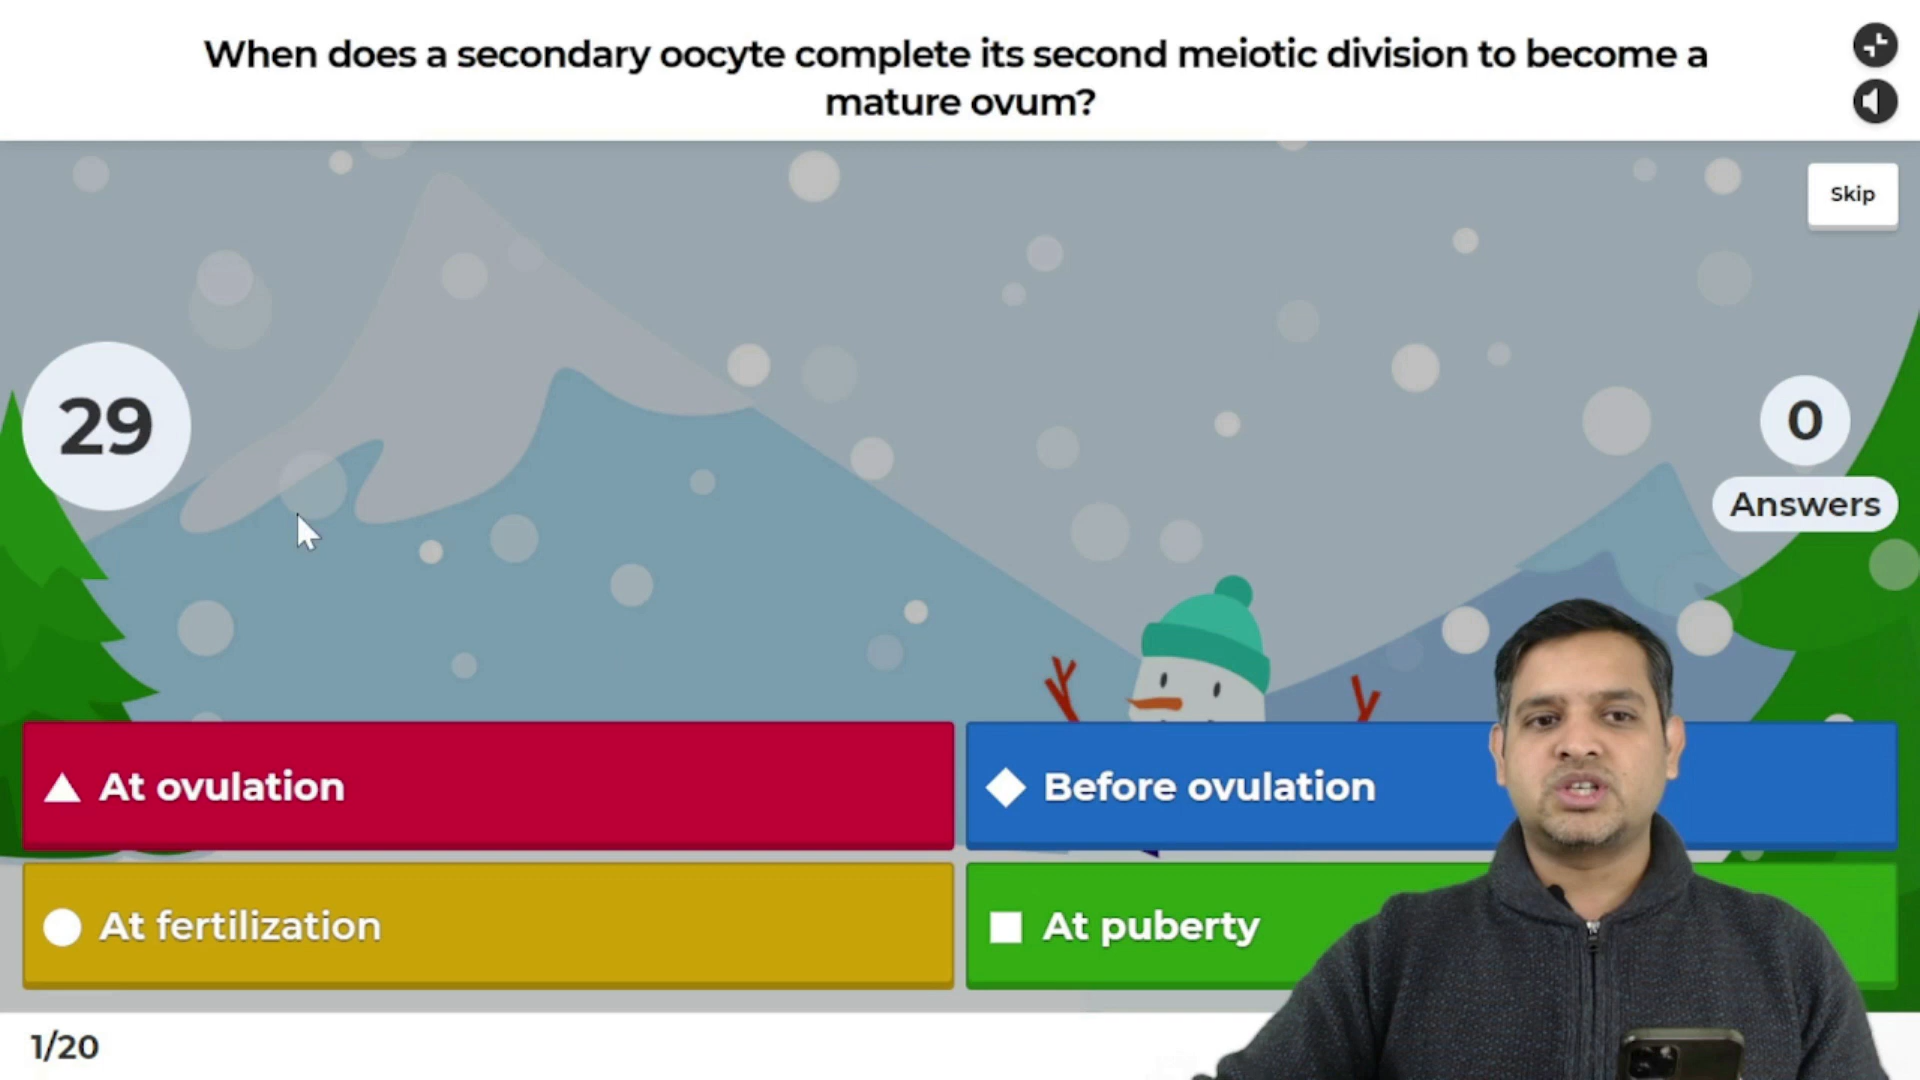 When does a secondary oocyte complete its second meiotic division to become a
mature ovum?
Skip
29
0
Answers
At ovulation
Before ovulation
At fertilization
At puberty
1/20